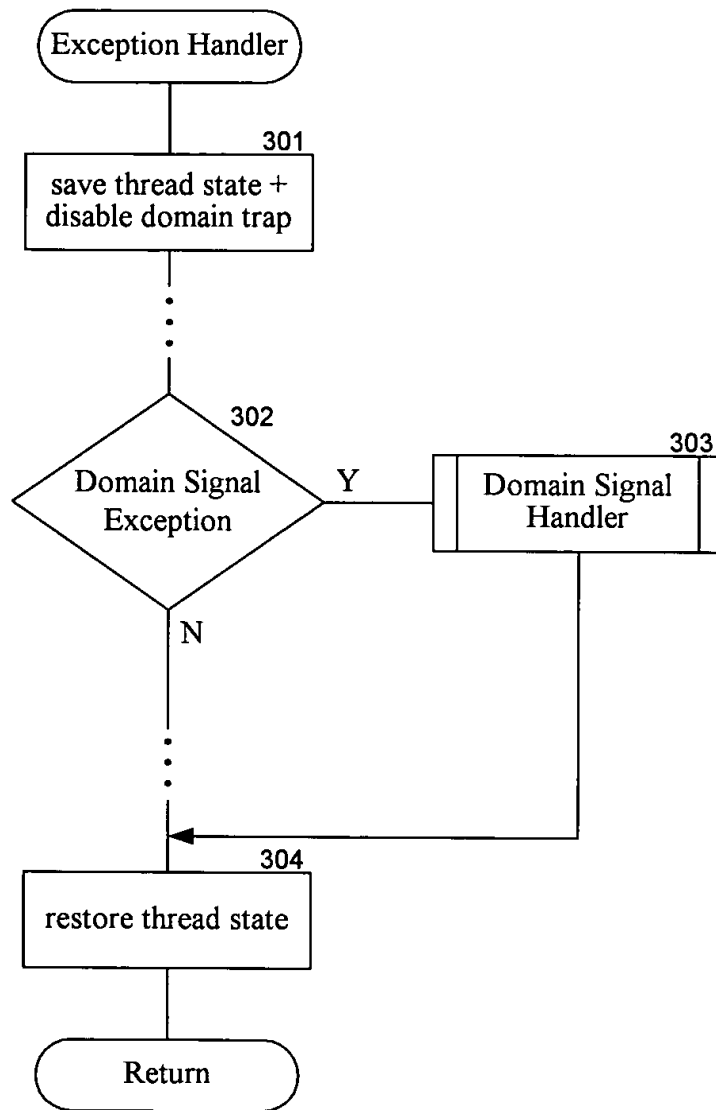 Exception Handler
301
save thread state +
disable domain trap
302
Domain Signal
Exception
Y
303
Domain Signal
Handler
N
304
restore thread state
Return